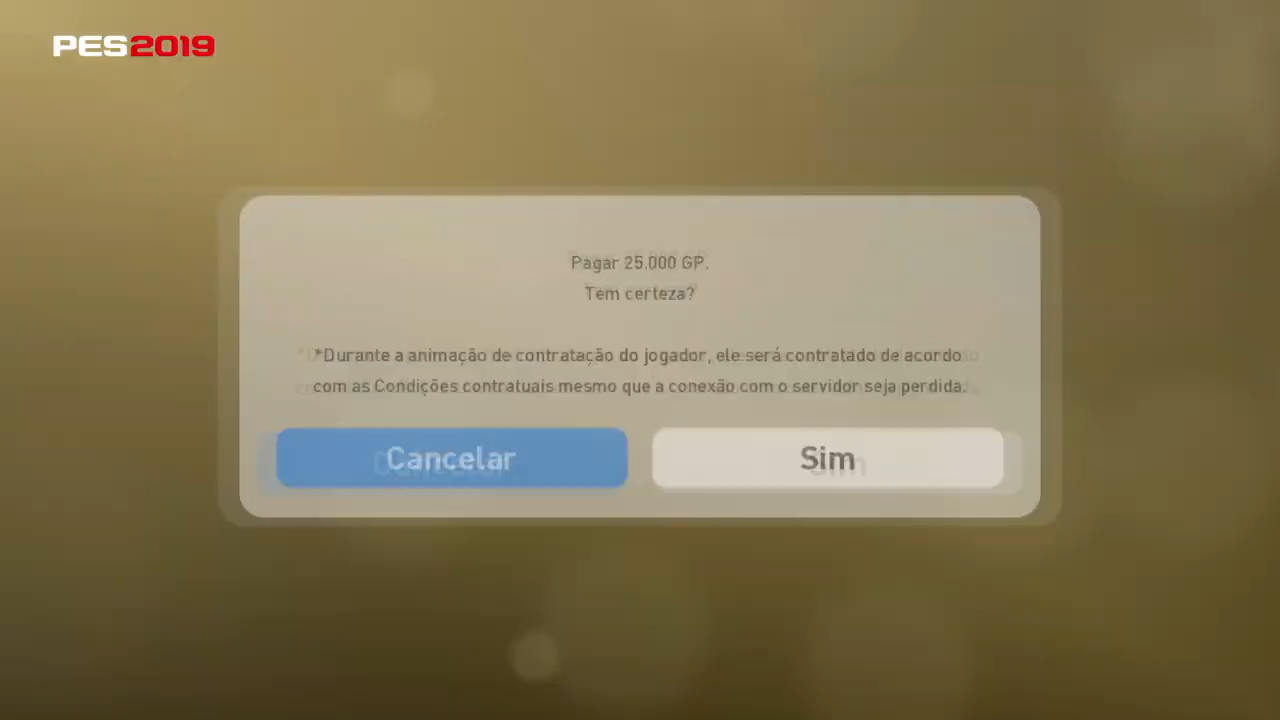 PES2019
Pagar 25.000 GP.
Tem certeza?
*Durante a animação de contratação do jogador, ele será contratado de acordo
com as Condições contratuais mesmo que a conexão com o servidor seja perdida.
Cancelar
Sim